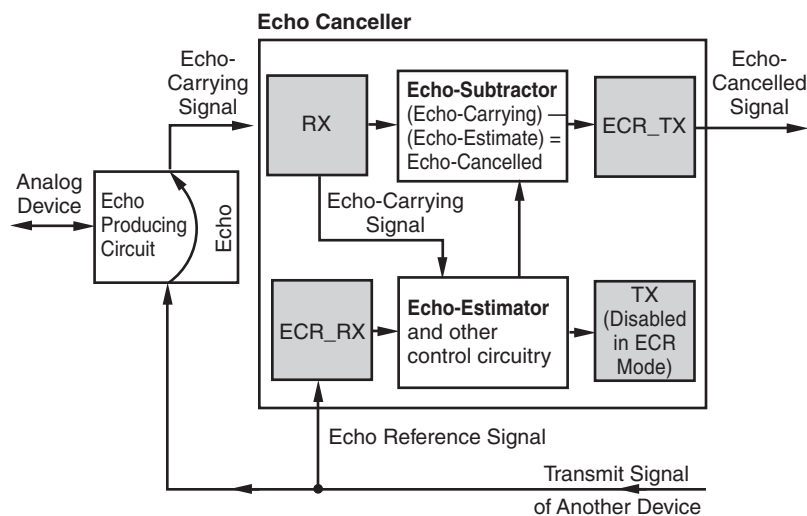 Echo Canceller
Echo-
Carrying
Signal
RX
Echo-Subtractor
(Echo-Carrying) —
(Echo-Estimate) =
Echo-Cancelled
ECR_TX
Echo-
Cancelled
Signal
Analog
Device
Echo
Producing
Circuit
Echo
Echo-Carrying
Signal
ECR_RX
Echo-Estimator
and other
control circuitry
TX
(Disabled
in ECR
Mode)
Echo Reference Signal
Transmit Signal
of Another Device